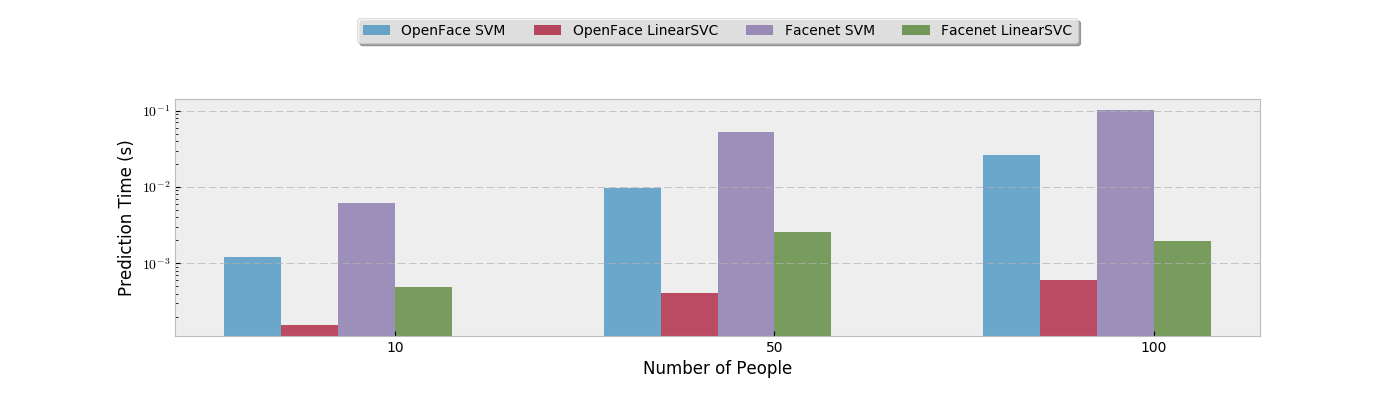 OpenFace SVM OpenFace LinearSVC Facenet SVM Facenet LinearSVC
10⁻¹
10⁻²
10⁻³
Prediction Time (s)
10 50 100
Number of People